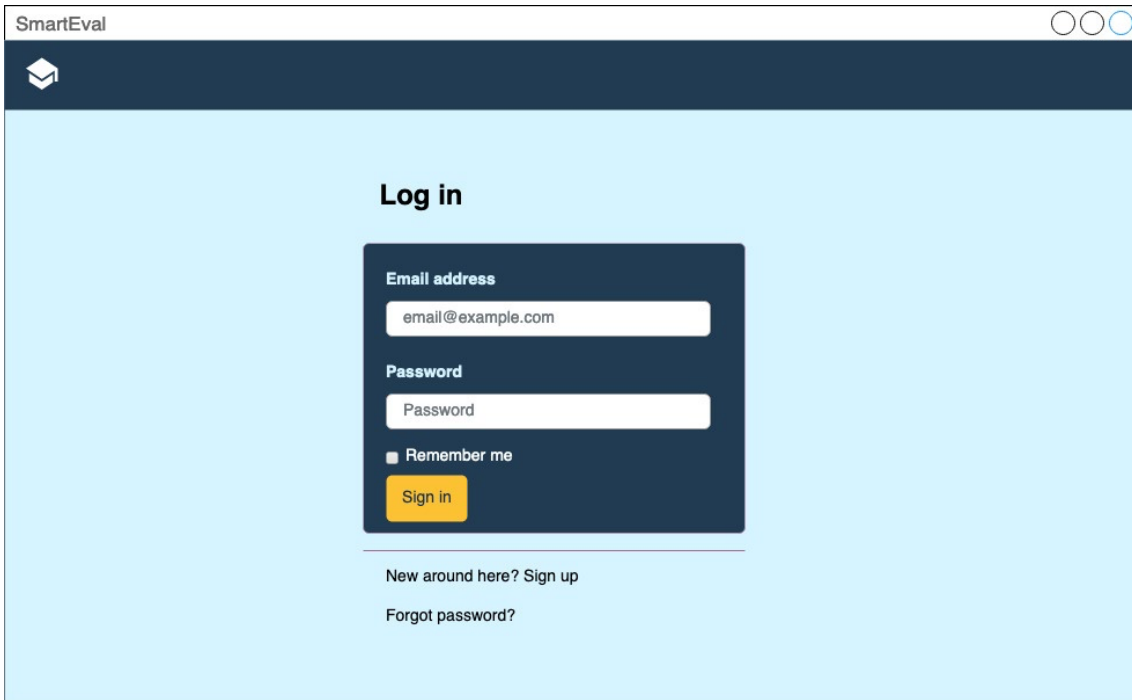 SmartEval
Log in
Email address
email@example.com
Password
Password
Remember me
Sign in
New around here? Sign up
Forgot password?